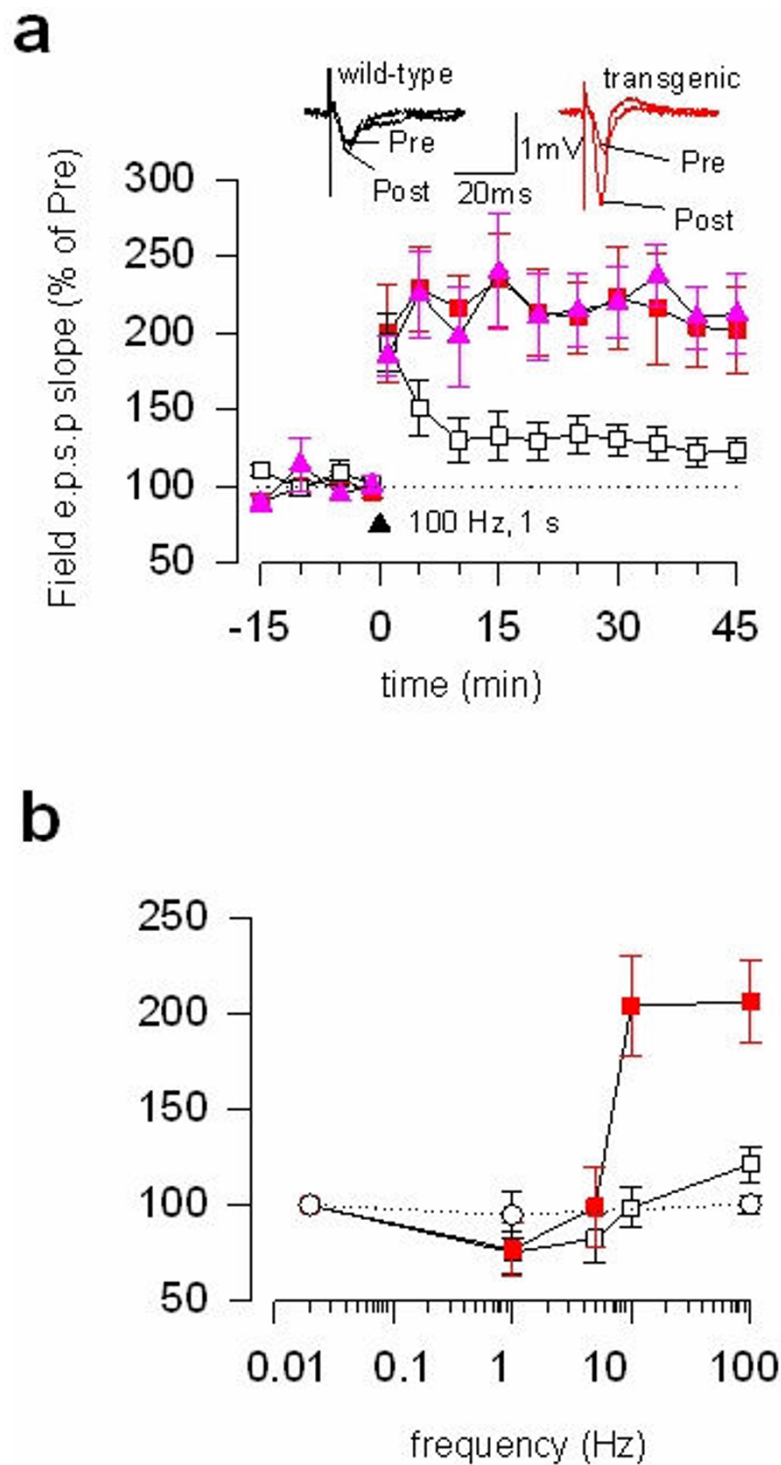 a
wild-type
transgenic
Pre
Post
1mV
20ms
Pre
Post
Field e.p.s.p slope (% of Pre)
300
250
200
150
100
50
100 Hz, 1 s
-15 0 15 30 45
time (min)
b
250
200
150
100
50
0.01 0.1 1 10 100
frequency (Hz)